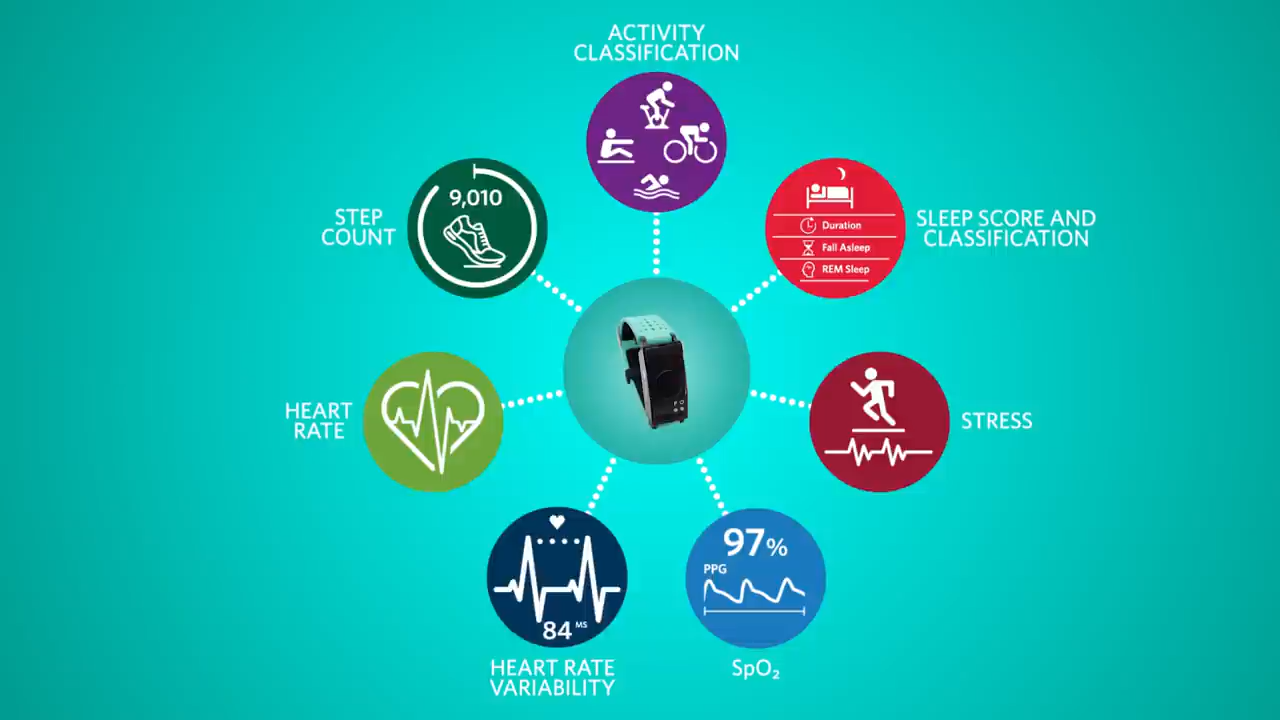 ACTIVITY
CLASSIFICATION
9,010
STEP
COUNT
Duration
Fall Asleep
REM Sleep
SLEEP SCORE AND
CLASSIFICATION
HEART
RATE
STRESS
84 MS
HEART RATE
VARIABILITY
97%
PPG
SpO₂